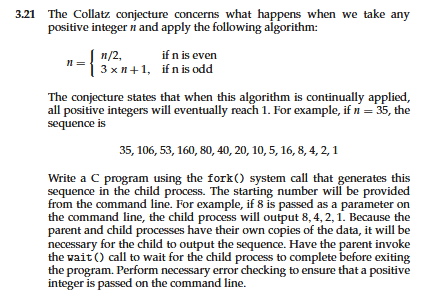 3.21 The Collatz conjecture concerns what happens when we take any
positive integer n and apply the following algorithm:
n = { n/2, if n is even
3 × n + 1, if n is odd
The conjecture states that when this algorithm is continually applied,
all positive integers will eventually reach 1. For example, if n = 35, the
sequence is
35, 106, 53, 160, 80, 40, 20, 10, 5, 16, 8, 4, 2, 1
Write a C program using the fork() system call that generates this
sequence in the child process. The starting number will be provided
from the command line. For example, if 8 is passed as a parameter on
the command line, the child process will output 8, 4, 2, 1. Because the
parent and child processes have their own copies of the data, it will be
necessary for the child to output the sequence. Have the parent invoke
the wait() call to wait for the child process to complete before exiting
the program. Perform necessary error checking to ensure that a positive
integer is passed on the command line.